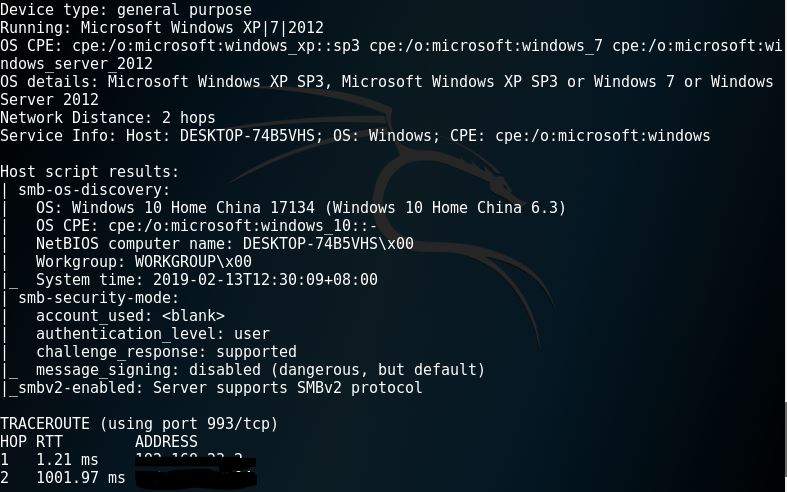 Device type: general purpose
Running: Microsoft Windows XP|7|2012
OS CPE: cpe:/o:microsoft:windows_xp::sp3 cpe:/o:microsoft:windows_7 cpe:/o:microsoft:wi
ndows_server_2012
OS details: Microsoft Windows XP SP3, Microsoft Windows XP SP3 or Windows 7 or Windows
Server 2012
Network Distance: 2 hops
Service Info: Host: DESKTOP-74B5VHS; OS: Windows; CPE: cpe:/o:microsoft:windows

Host script results:
| smb-os-discovery:
|   OS: Windows 10 Home China 17134 (Windows 10 Home China 6.3)
|   OS CPE: cpe:/o:microsoft:windows_10::-
|   NetBIOS computer name: DESKTOP-74B5VHS\x00
|   Workgroup: WORKGROUP\x00
|_  System time: 2019-02-13T12:30:09+08:00
| smb-security-mode:
|   account_used: <blank>
|   authentication_level: user
|   challenge_response: supported
|_  message_signing: disabled (dangerous, but default)
|_smbv2-enabled: Server supports SMBv2 protocol

TRACEROUTE (using port 993/tcp)
HOP RTT        ADDRESS
1   1.21 ms
2   1001.97 ms